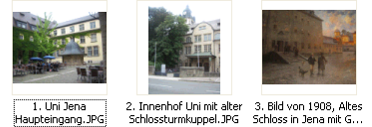 1. Uni Jena
Haupteingang.JPG
2. Innenhof Uni mit alter
Schlossturmkuppel.JPG
3. Bild von 1908, Altes
Schloss in Jena mit G...